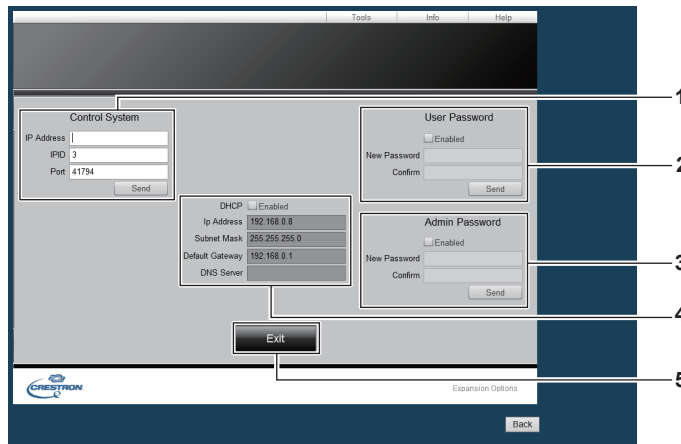 Tools Info Help
Control System
IP Address
IPID 3
Port 41794
Send
1
User Password
Enabled
New Password
Confirm
Send
2
DHCP Enabled
Ip Address 192.168.0.8
Subnet Mask 255.255.255.0
Default Gateway 192.168.0.1
DNS Server
Admin Password
Enabled
New Password
Confirm
Send
3
4
Exit
5
CRESTRON
Expansion Options
Back